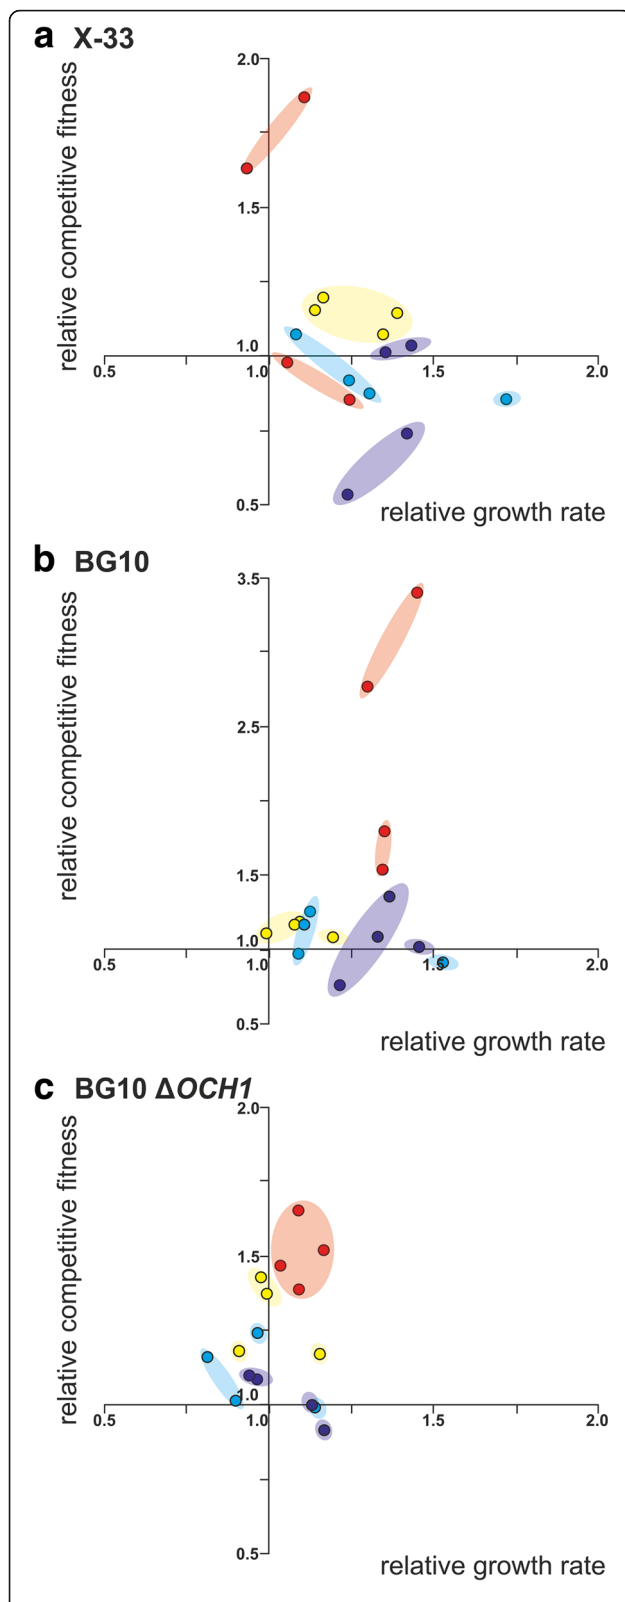 a X-33
relative competitive fitness
2.0
1.5
1.0
0.5 1.0 1.5 2.0
0.5
relative growth rate
b BG10
relative competitive fitness
3.5
2.5
1.5
1.0
0.5 1.0 1.5 2.0
0.5
relative growth rate
c BG10 ΔOCH1
relative competitive fitness
2.0
1.5
1.0
0.5 1.0 1.5 2.0
0.5
relative growth rate